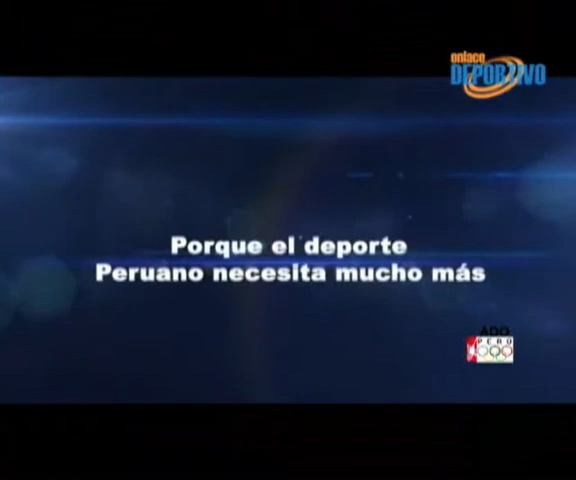 enlace
DEPORTIVO
Porque el deporte
Peruano necesita mucho más
ADO
PERÚ